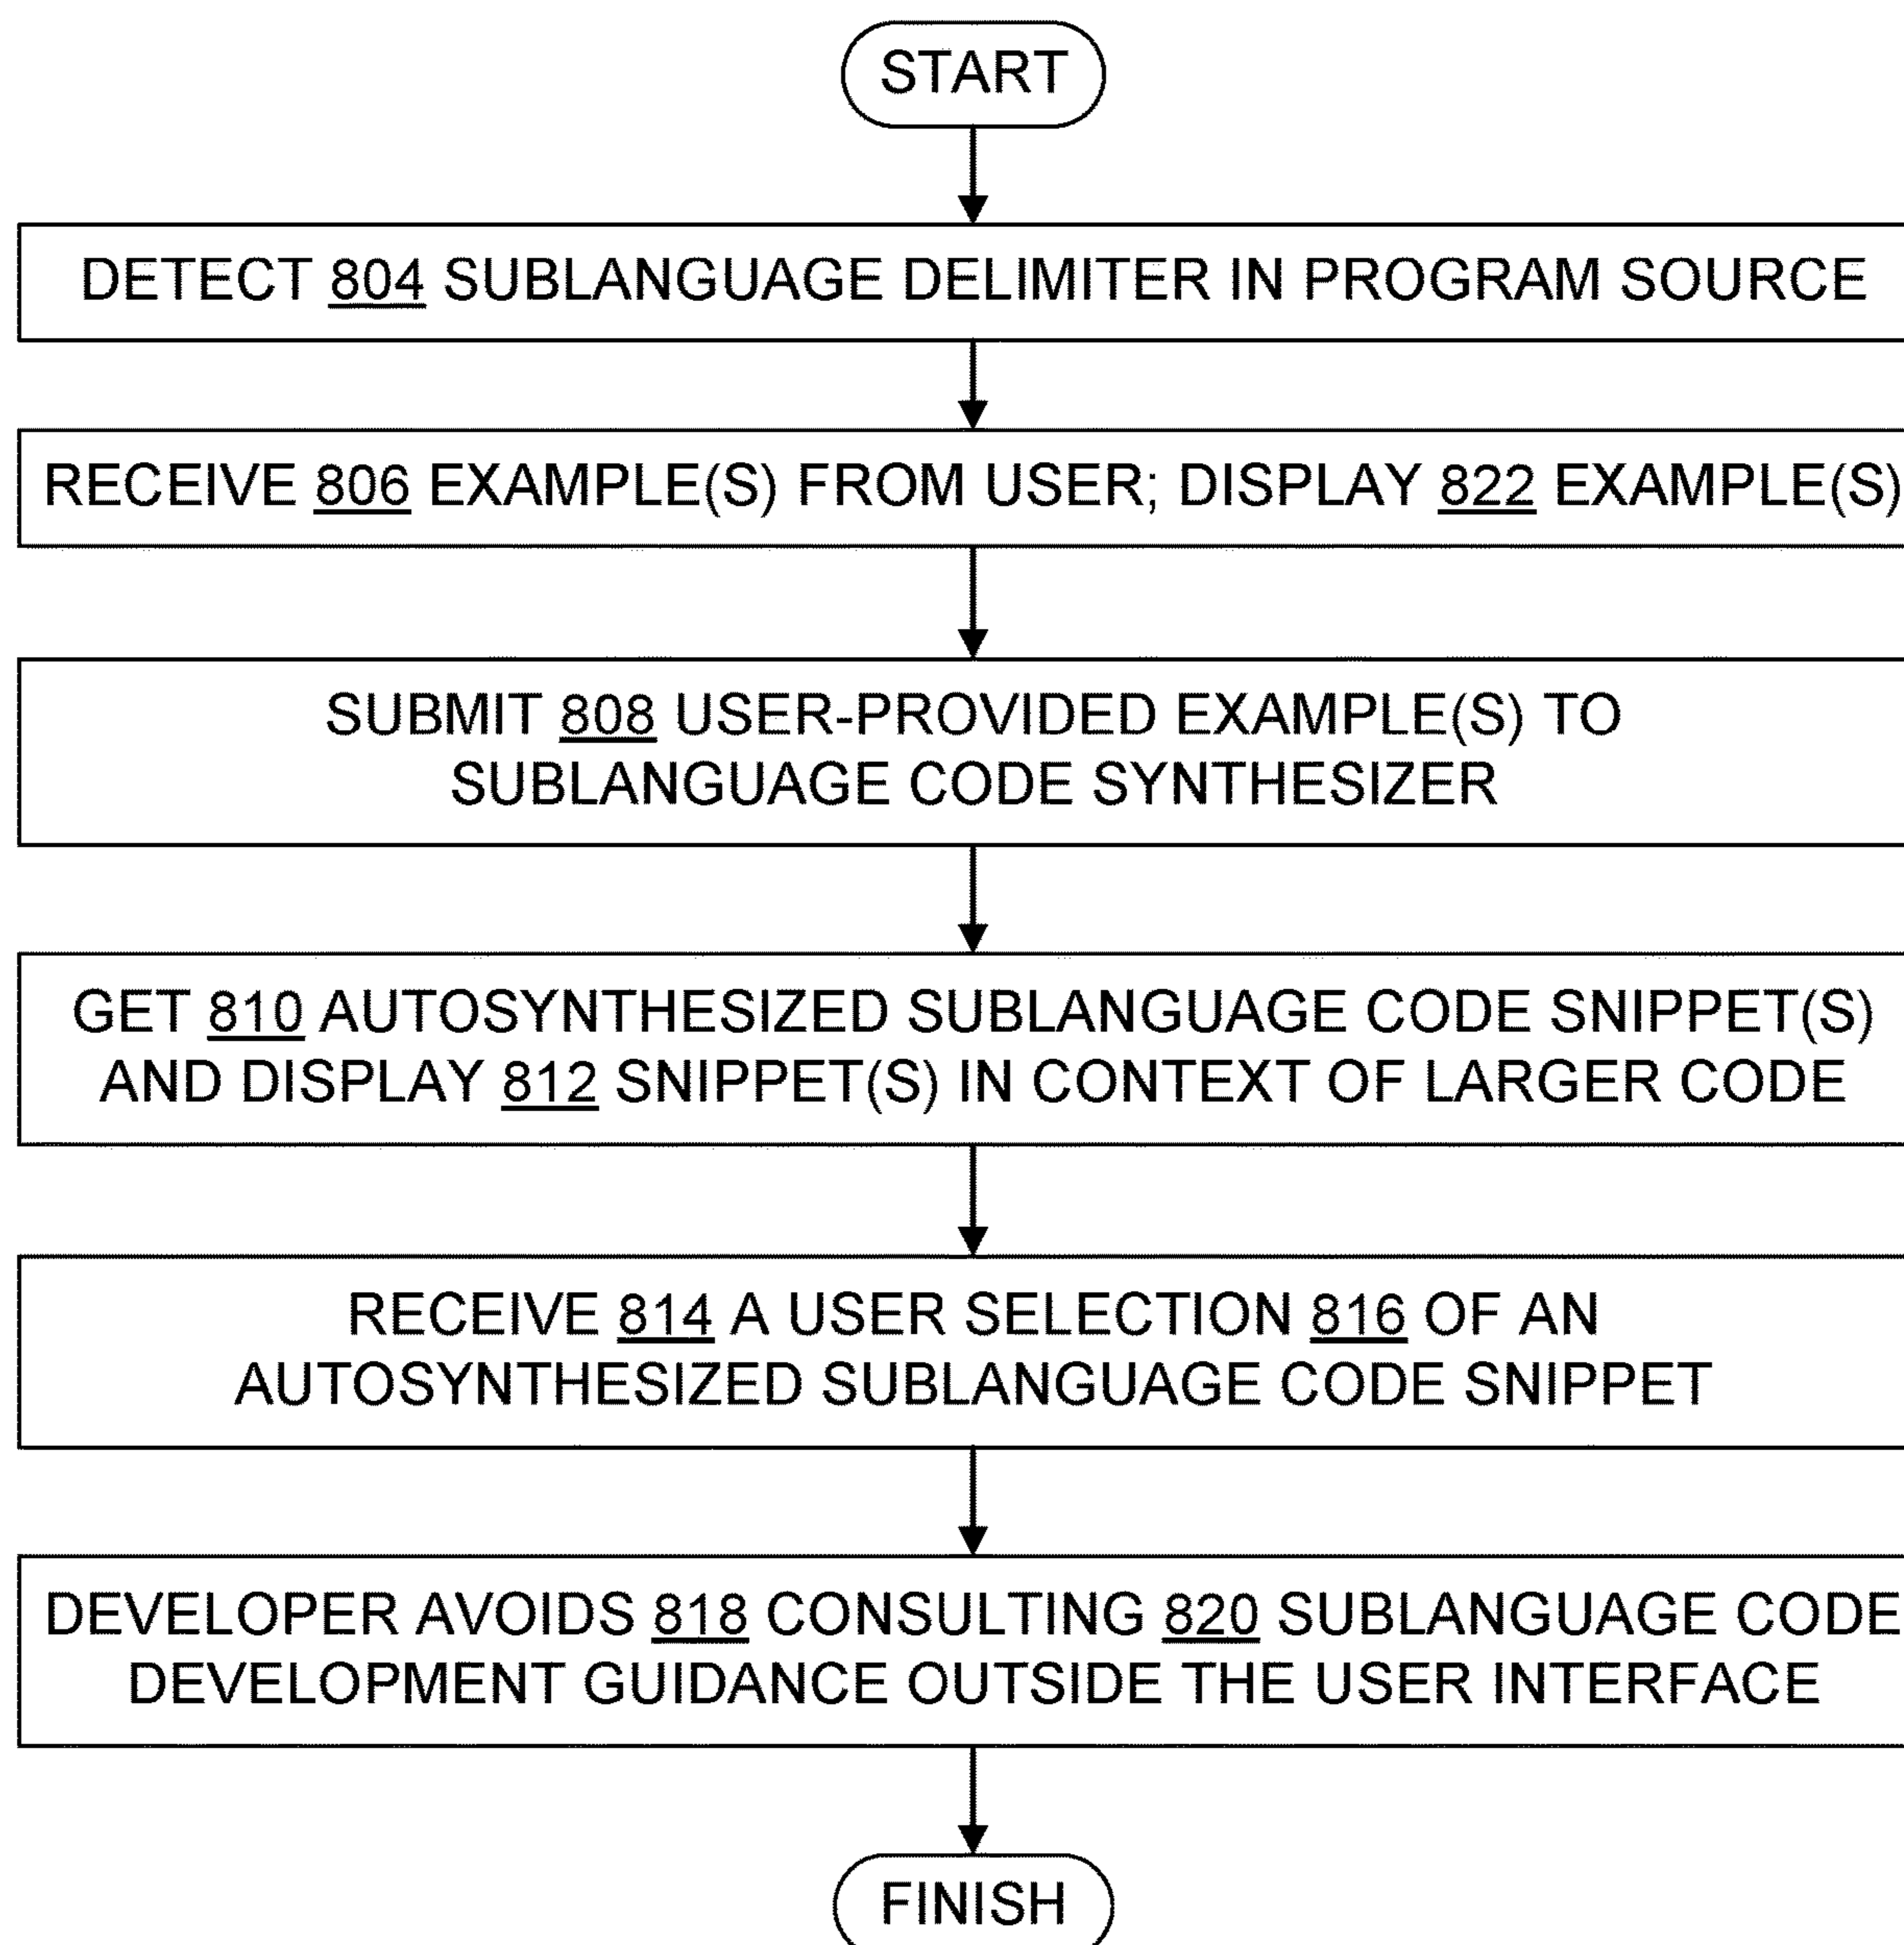 START
DETECT 804 SUBLANGUAGE DELIMITER IN PROGRAM SOURCE
RECEIVE 806 EXAMPLE(S) FROM USER; DISPLAY 822 EXAMPLE(S)
SUBMIT 808 USER-PROVIDED EXAMPLE(S) TO
SUBLANGUAGE CODE SYNTHESIZER
GET 810 AUTOSYNTHESIZED SUBLANGUAGE CODE SNIPPET(S)
AND DISPLAY 812 SNIPPET(S) IN CONTEXT OF LARGER CODE
RECEIVE 814 A USER SELECTION 816 OF AN
AUTOSYNTHESIZED SUBLANGUAGE CODE SNIPPET
DEVELOPER AVOIDS 818 CONSULTING 820 SUBLANGUAGE CODE
DEVELOPMENT GUIDANCE OUTSIDE THE USER INTERFACE
FINISH